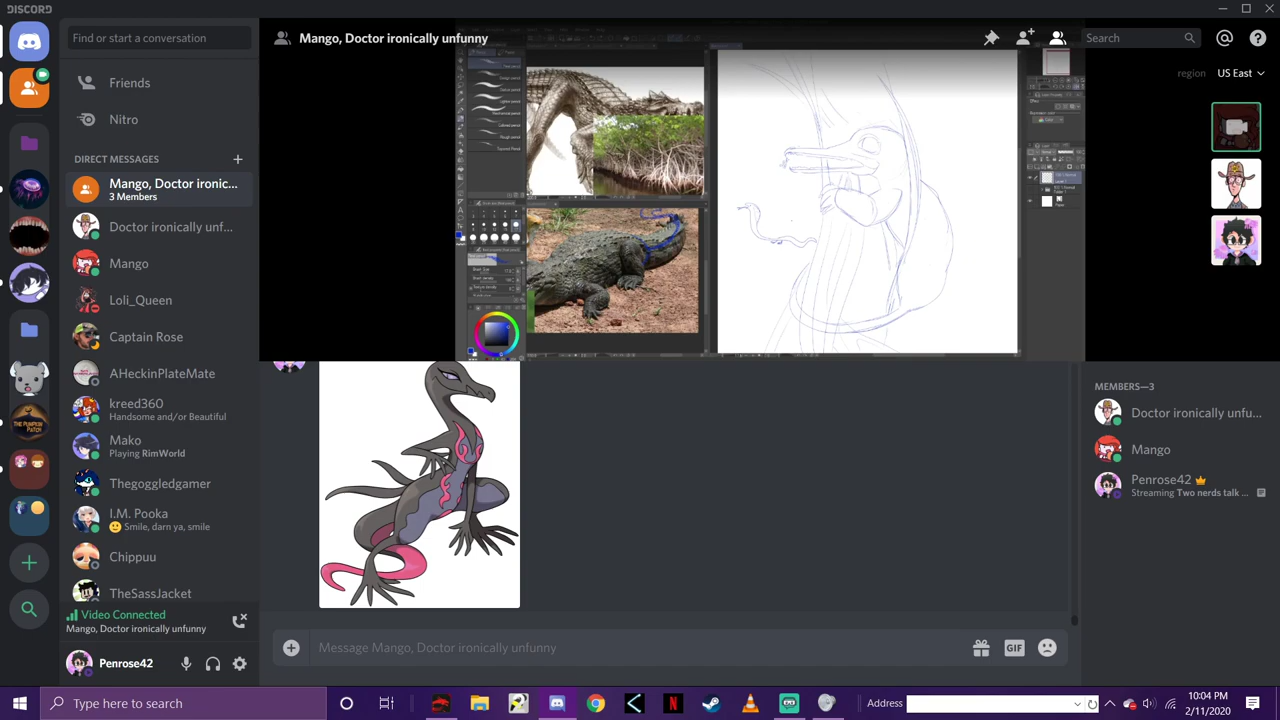 DISCORD
Find or start a conversation
Mango, Doctor ironically unfunny
Search
Friends
region
US East
Nitro
DIRECT MESSAGES
Mango, Doctor ironic...
3 Members
Doctor ironically unf...
Mango
Loli_Queen
Captain Rose
AHeckinPlateMate
kreed360
Handsome and/or Beautiful
Mako
Playing RimWorld
Thegoggledgamer
I.M. Pooka
Smile, darn ya, smile
Chippuu
TheSassJacket
MEMBERS—3
Doctor ironically unfu...
Mango
Penrose42
Streaming Two nerds talk ...
THE PUMPKIN PATCH
Video Connected
Mango, Doctor ironically unfunny
Penrose42
Message Mango, Doctor ironically unfunny
GIF
Type here to search
Address
10:04 PM
2/11/2020